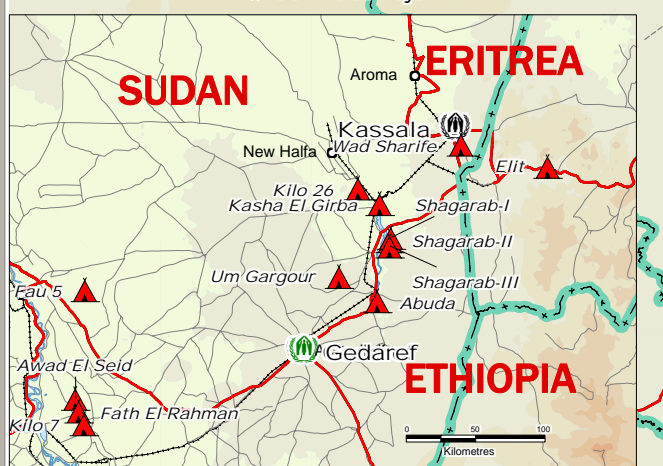 Aroma
ERITREA
SUDAN
Kassala
Wad Sharife
New Halfa
Elit
Kilo 26
Kasha El Girba
Shagarab-I
Shagarab-II
Um Gargour
Shagarab-III
Fau 5
Abuda
Gedaref
Awad El Seid
ETHIOPIA
Fath El-Rahman
Kilo 7
0 50 100
Kilometres